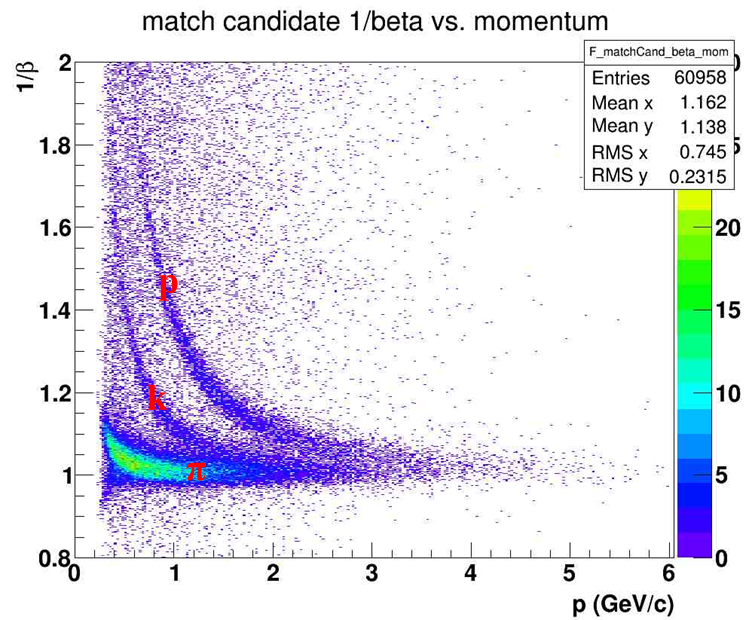 match candidate 1/beta vs. momentum
F_matchCand_beta_mom
Entries 60958
Mean x 1.162
Mean y 1.138
RMS x 0.745
RMS y 0.2315
1/β
2
1.8
1.6
1.4
1.2
1
0.8
p
k
π
0
5
20
15
10
5
0
0 1 2 3 4 5 6
p (GeV/c)